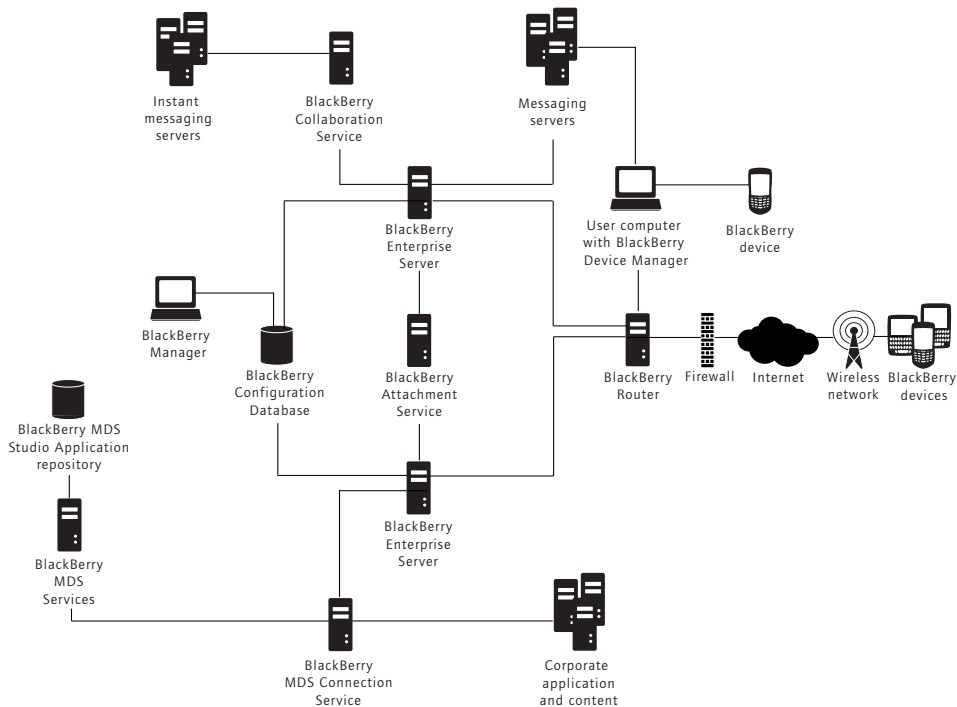 Instant
messaging
servers
BlackBerry
Collaboration
Service
Messaging
servers
BlackBerry
Enterprise
Server
User computer
with BlackBerry
Device Manager
BlackBerry
device
BlackBerry
Manager
BlackBerry
Configuration
Database
BlackBerry
Attachment
Service
BlackBerry
Router
Firewall
Internet
Wireless
network
BlackBerry
devices
BlackBerry MDS
Studio Application
repository
BlackBerry
Enterprise
Server
BlackBerry
MDS
Services
BlackBerry
MDS Connection
Service
Corporate
application
and content